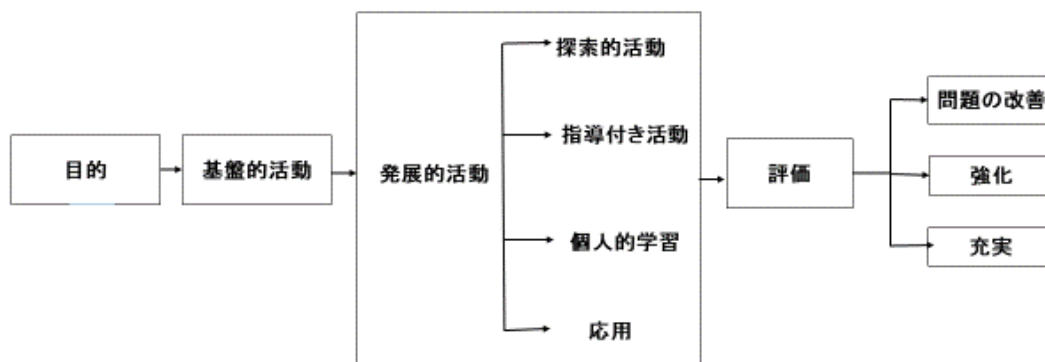 目的
基盤的活動
発展的活動
探索的活動
指導付き活動
個人的学習
応用
評価
問題の改善
強化
充実